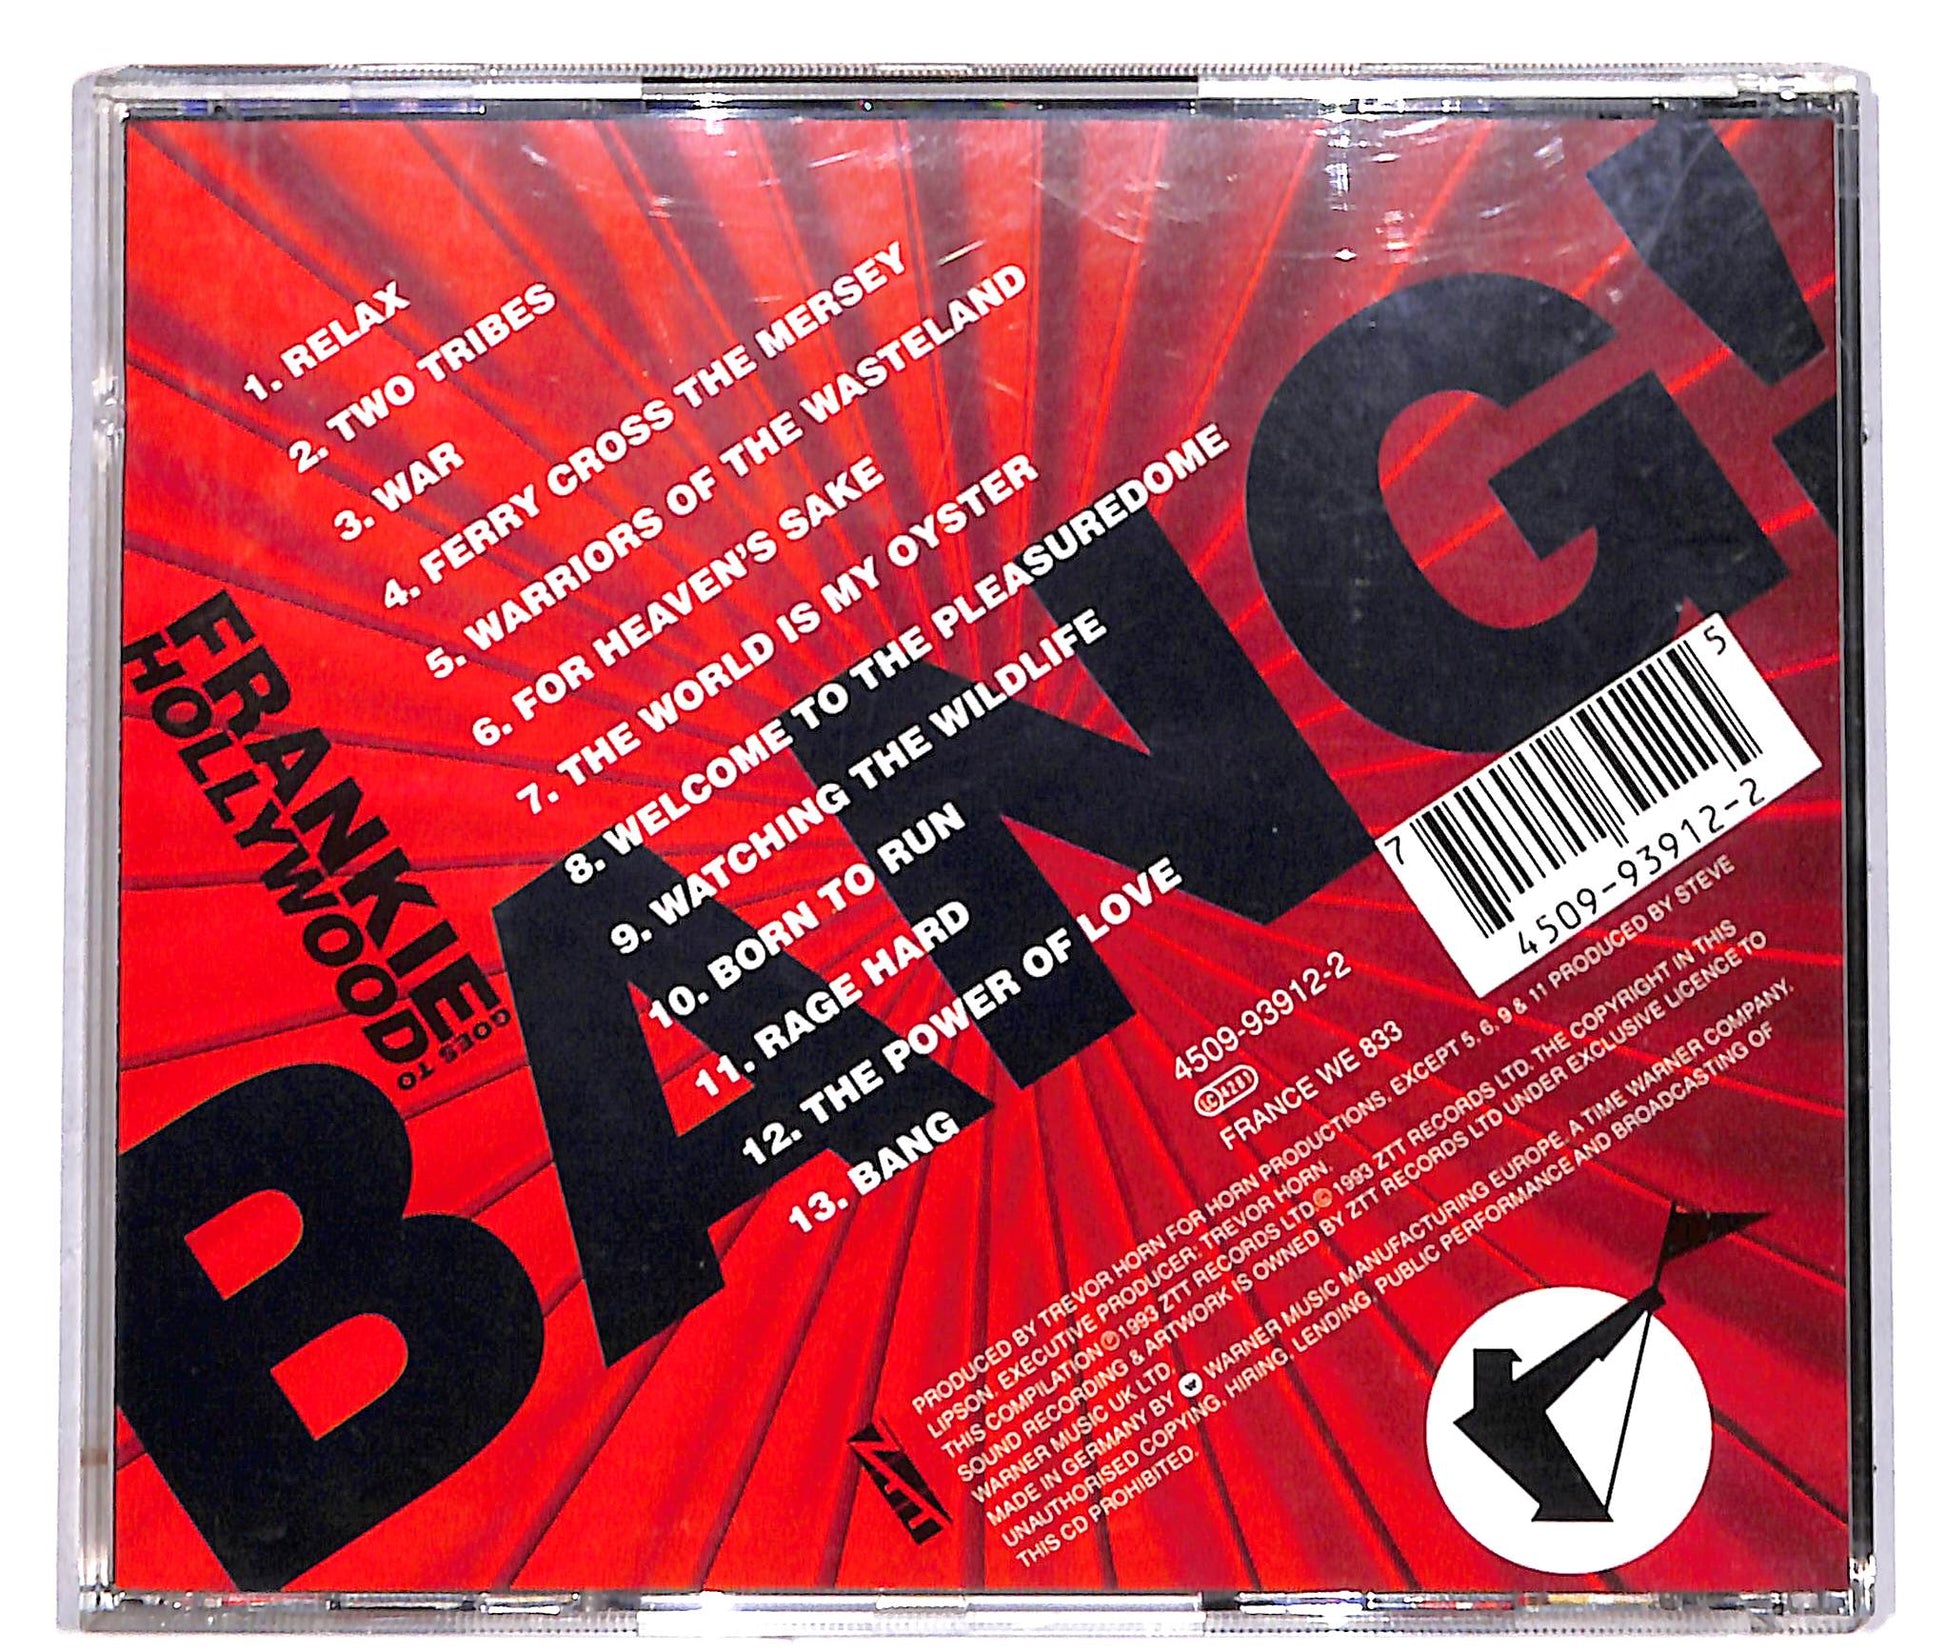 1. RELAX
2. TWO TRIBES
3. WAR
4. FERRY CROSS THE MERSEY
5. WARRIORS OF THE WASTELAND
6. FOR HEAVEN'S SAKE
7. THE WORLD IS MY OYSTER
8. WELCOME TO THE PLEASUREDOME
9. WATCHING THE WILDLIFE
10. BORN TO RUN
11. RAGE HARD
12. THE POWER OF LOVE
13. BANG
FRANKIE
GOES TO
HOLLYWOOD
BANG!
7 4509-93912-2 5
4509-93912-2
LC 4281
FRANCE WE 833
PRODUCED BY TREVOR HORN FOR HORN PRODUCTIONS, EXCEPT 5, 6, 9 & 11 PRODUCED BY STEVE
LIPSON. EXECUTIVE PRODUCER: TREVOR HORN.
THIS COMPILATION ℗ 1993 ZTT RECORDS LTD. © 1993 ZTT RECORDS LTD. THE COPYRIGHT IN THIS
SOUND RECORDING & ARTWORK IS OWNED BY ZTT RECORDS LTD UNDER EXCLUSIVE LICENCE TO
WARNER MUSIC UK LTD.
MADE IN GERMANY BY WARNER MUSIC MANUFACTURING EUROPE. A TIME WARNER COMPANY.
UNAUTHORISED COPYING, HIRING, LENDING, PUBLIC PERFORMANCE AND BROADCASTING OF
THIS CD PROHIBITED.
ZTT